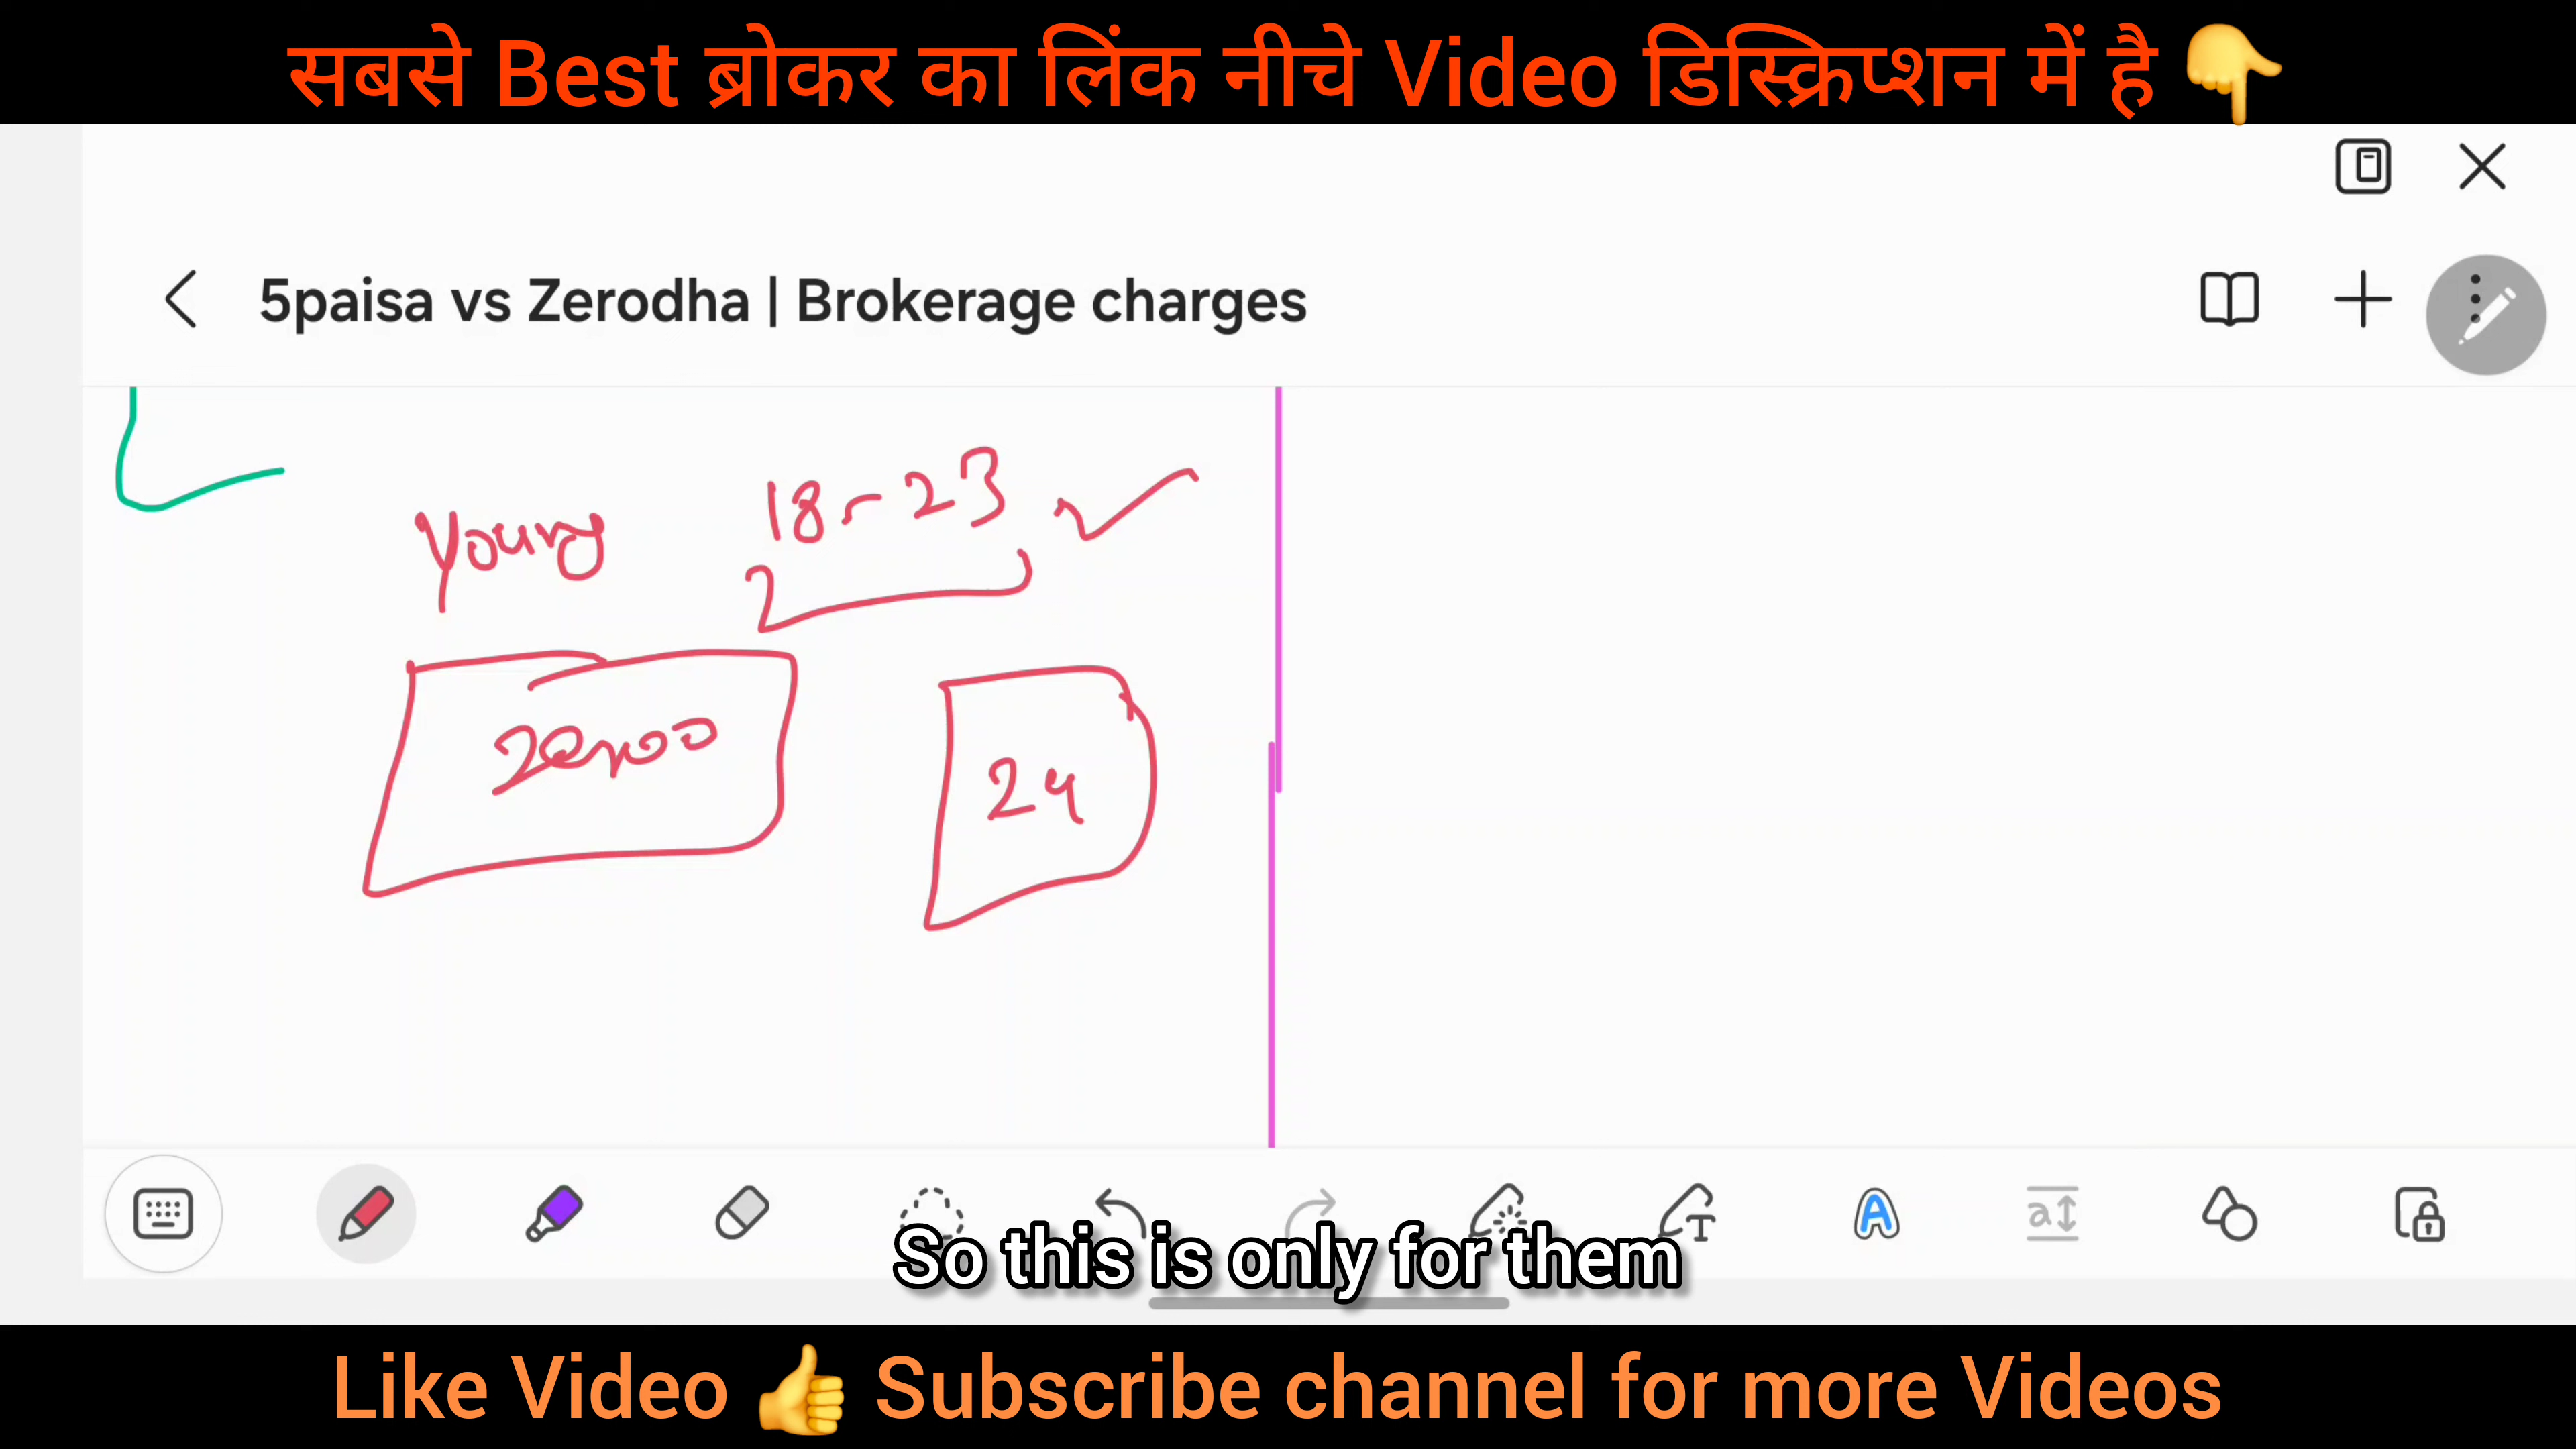 सबसे Best ब्रोकर का लिंक नीचे Video डिस्क्रिप्शन में है 👇
5paisa vs Zerodha | Brokerage charges
18-23
Young
24
T
A
a
So this is only for them
Like Video 👍 Subscribe channel for more Videos